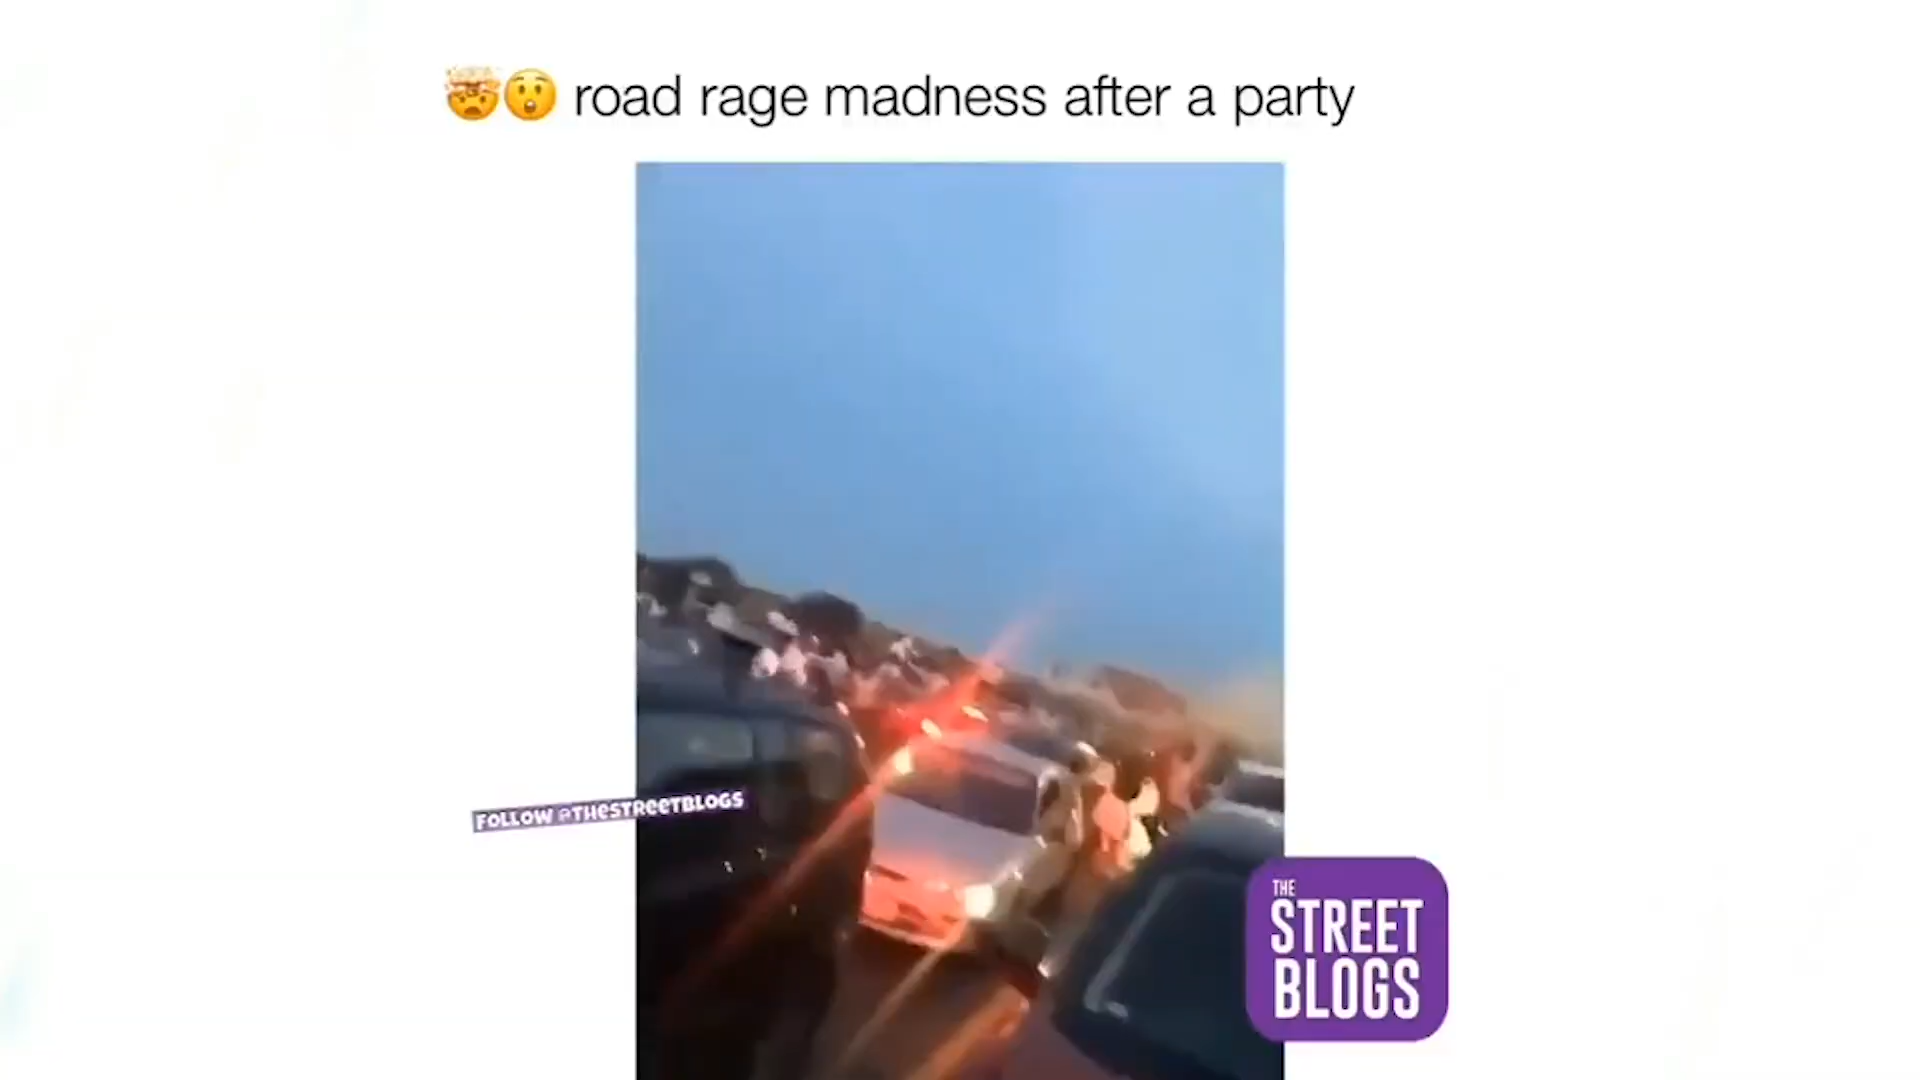 🤯😲 road rage madness after a party
FOLLOW @THESTREETBLOGS
THE
STREET
BLOGS